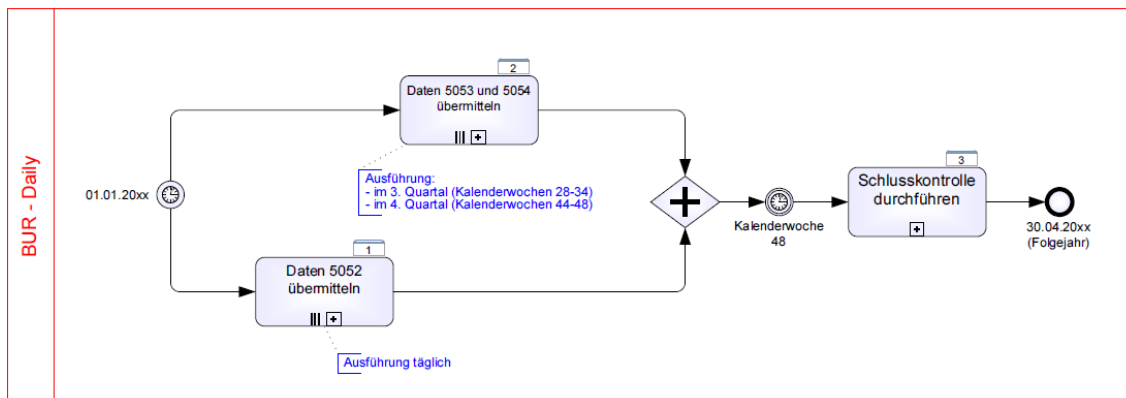 BUR - Daily
01.01.20xx
2
Daten 5053 und 5054
übermitteln
Ausführung:
- im 3. Quartal (Kalenderwochen 28-34)
- im 4. Quartal (Kalenderwochen 44-48)
1
Daten 5052
übermitteln
Ausführung täglich
Kalenderwoche
48
3
Schlusskontrolle
durchführen
30.04.20xx
(Folgejahr)